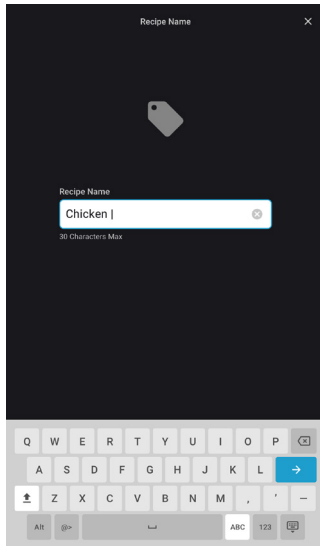 Recipe Name
Recipe Name
Chicken
30 Characters Max
Q W E R T Y U I O P
A S D F G H J K L
Z X C V B N M , ' –
Alt @> ABC 123